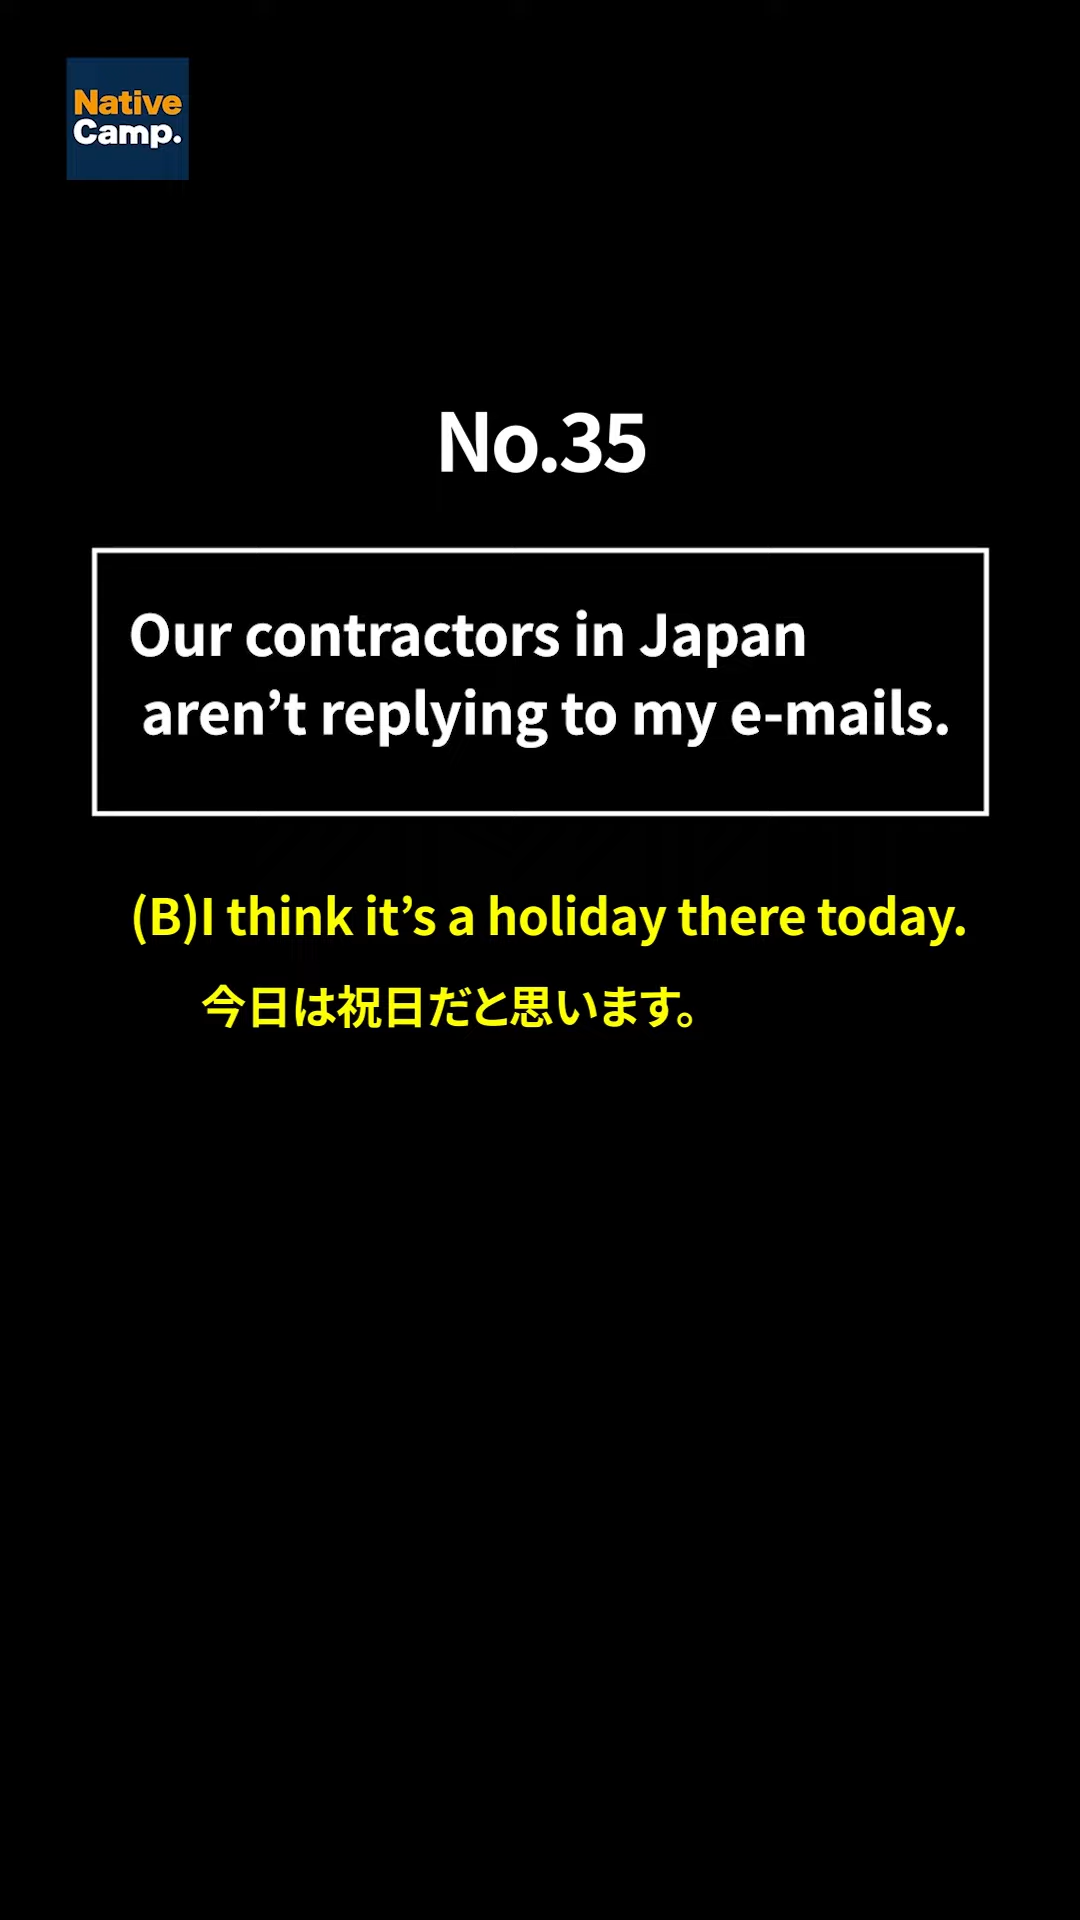 Native
Camp.
No.35
Our contractors in Japan
aren’t replying to my e-mails.
(B)I think it’s a holiday there today.
今日は祝日だと思います。